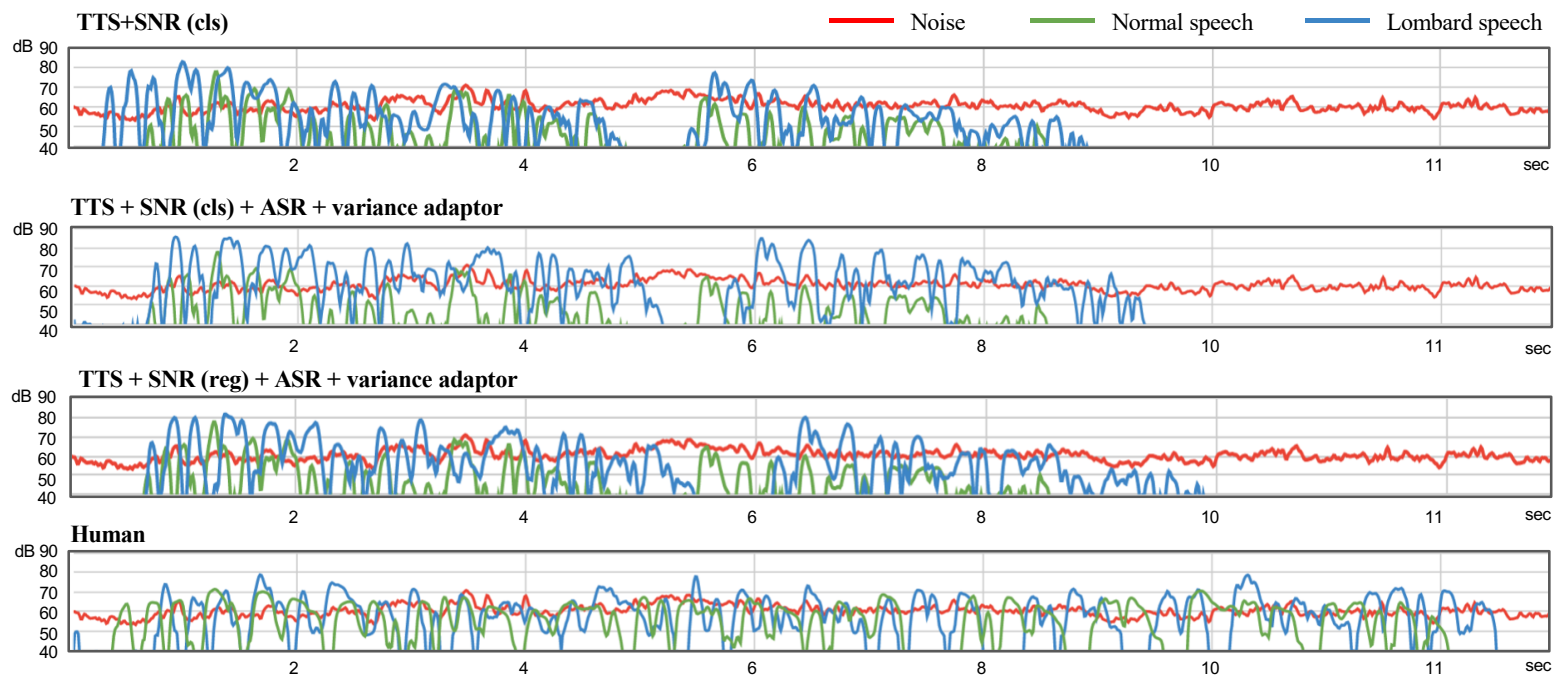 TTS+SNR (cls)
Noise Normal speech Lombard speech
dB 90
80
70
60
50
40
2 4 6 8 10 11 sec
TTS + SNR (cls) + ASR + variance adaptor
dB 90
80
70
60
50
40
2 4 6 8 10 11 sec
TTS + SNR (reg) + ASR + variance adaptor
dB 90
80
70
60
50
40
2 4 6 8 10 11 sec
Human
dB 90
80
70
60
50
40
2 4 6 8 10 11 sec